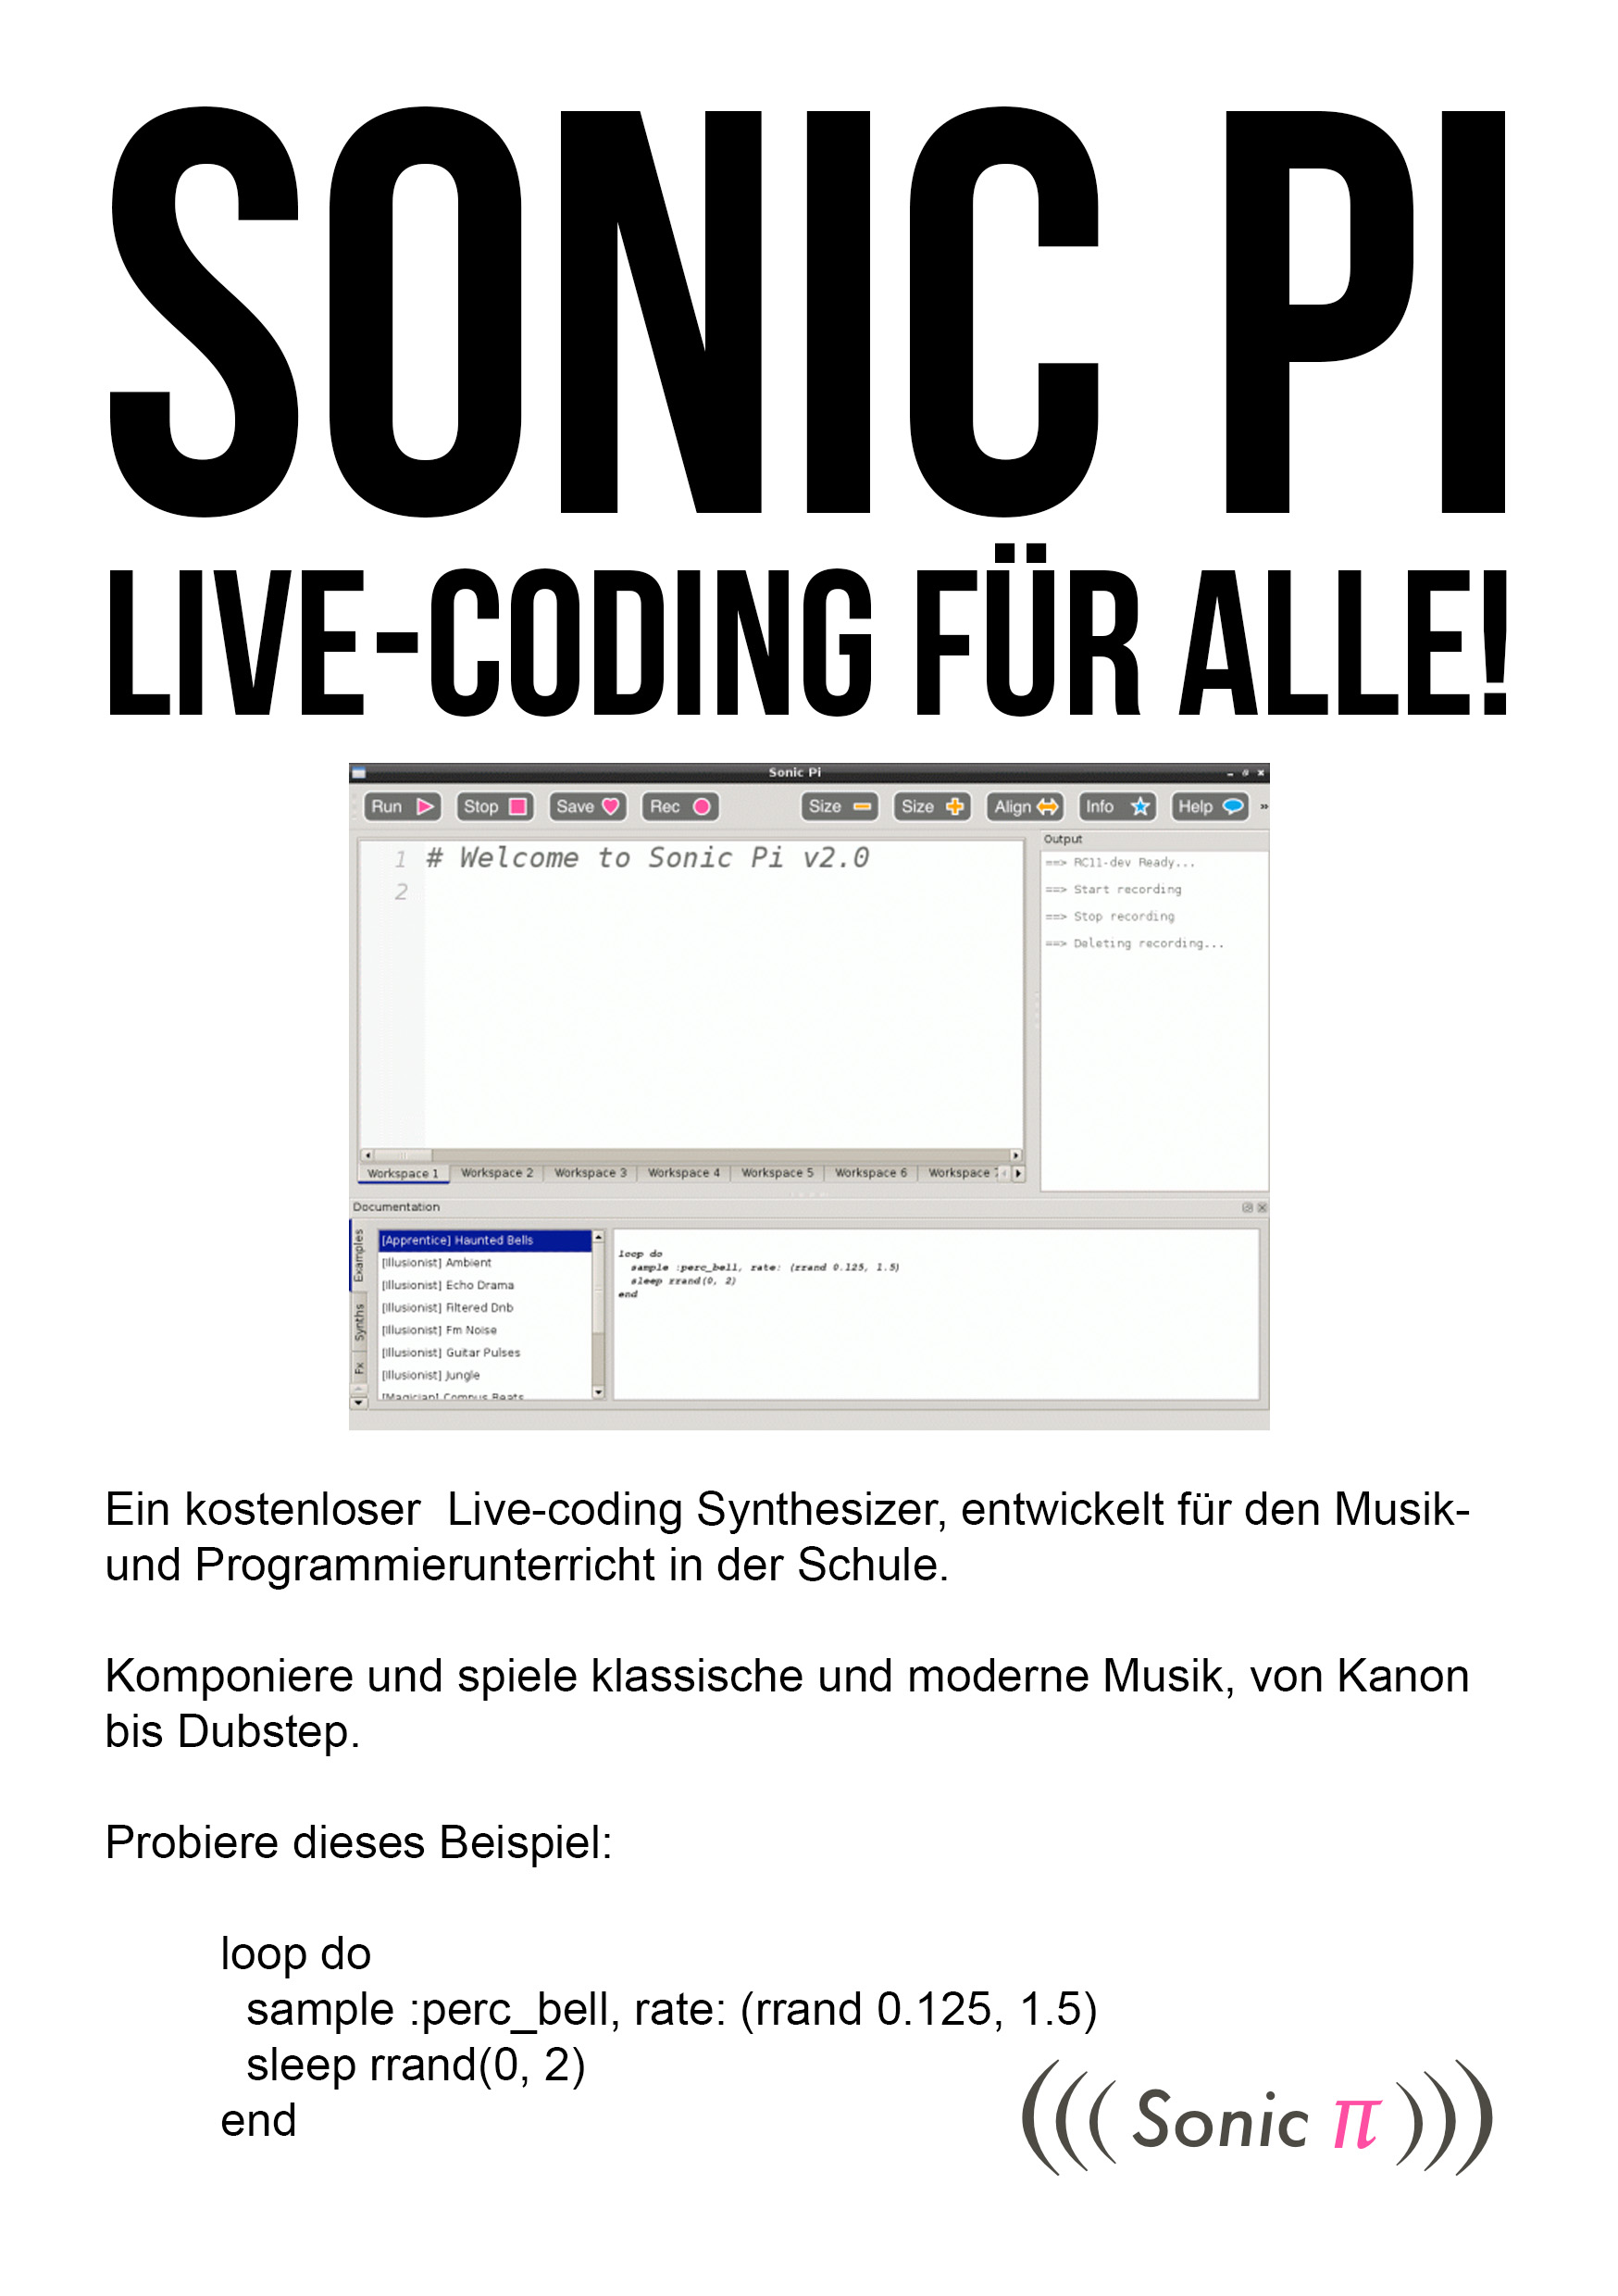 SONIC PI
LIVE-CODING FÜR ALLE!
Sonic Pi
Run Stop Save Rec Size Size Align Info Help »
1 # Welcome to Sonic Pi v2.0
2
Output
==> RC11-dev Ready...
==> Start recording
==> Stop recording
==> Deleting recording...
Workspace 1 Workspace 2 Workspace 3 Workspace 4 Workspace 5 Workspace 6 Workspace
Documentation
Examples
Synths
Fx
[Apprentice] Haunted Bells
[Illusionist] Ambient
[Illusionist] Echo Drama
[Illusionist] Filtered Dnb
[Illusionist] Fm Noise
[Illusionist] Guitar Pulses
[Illusionist] Jungle
[Magician] Compus Beats
loop do
sample :perc_bell, rate: (rrand 0.125, 1.5)
sleep rrand(0, 2)
end
Ein kostenloser  Live-coding Synthesizer, entwickelt für den Musik-
und Programmierunterricht in der Schule.
Komponiere und spiele klassische und moderne Musik, von Kanon
bis Dubstep.
Probiere dieses Beispiel:
loop do
sample :perc_bell, rate: (rrand 0.125, 1.5)
sleep rrand(0, 2)
end
(((Sonic π)))